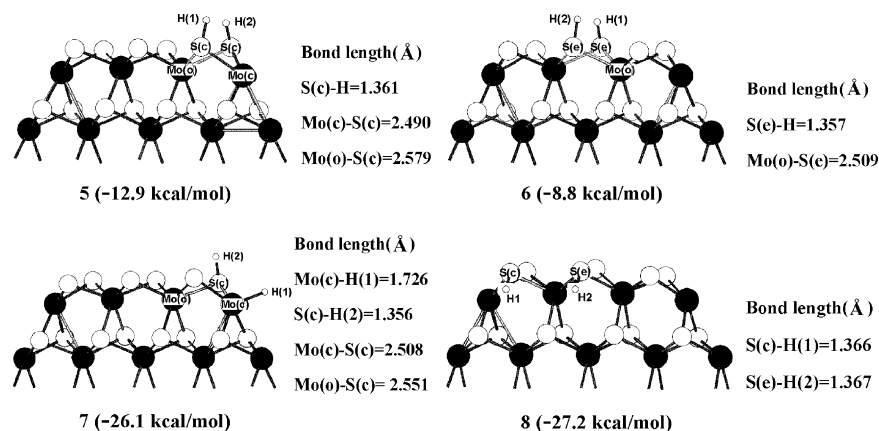 H(1)
H(2)
S(c)
S(c)
Mo(o)
Mo(c)
Bond length(Å)
S(c)-H=1.361
Mo(c)-S(c)=2.490
Mo(o)-S(c)=2.579
5 (-12.9 kcal/mol)
H(2)
H(1)
S(e)
S(e)
Mo(o)
Bond length(Å)
S(e)-H=1.357
Mo(o)-S(e)=2.509
6 (-8.8 kcal/mol)
H(2)
S(c)
H(1)
Mo(o)
Mo(c)
Bond length(Å)
Mo(c)-H(1)=1.726
S(c)-H(2)=1.356
Mo(c)-S(c)=2.508
Mo(o)-S(c)= 2.551
7 (-26.1 kcal/mol)
S(c)
S(e)
H1
H2
Bond length(Å)
S(c)-H(1)=1.366
S(e)-H(2)=1.367
8 (-27.2 kcal/mol)